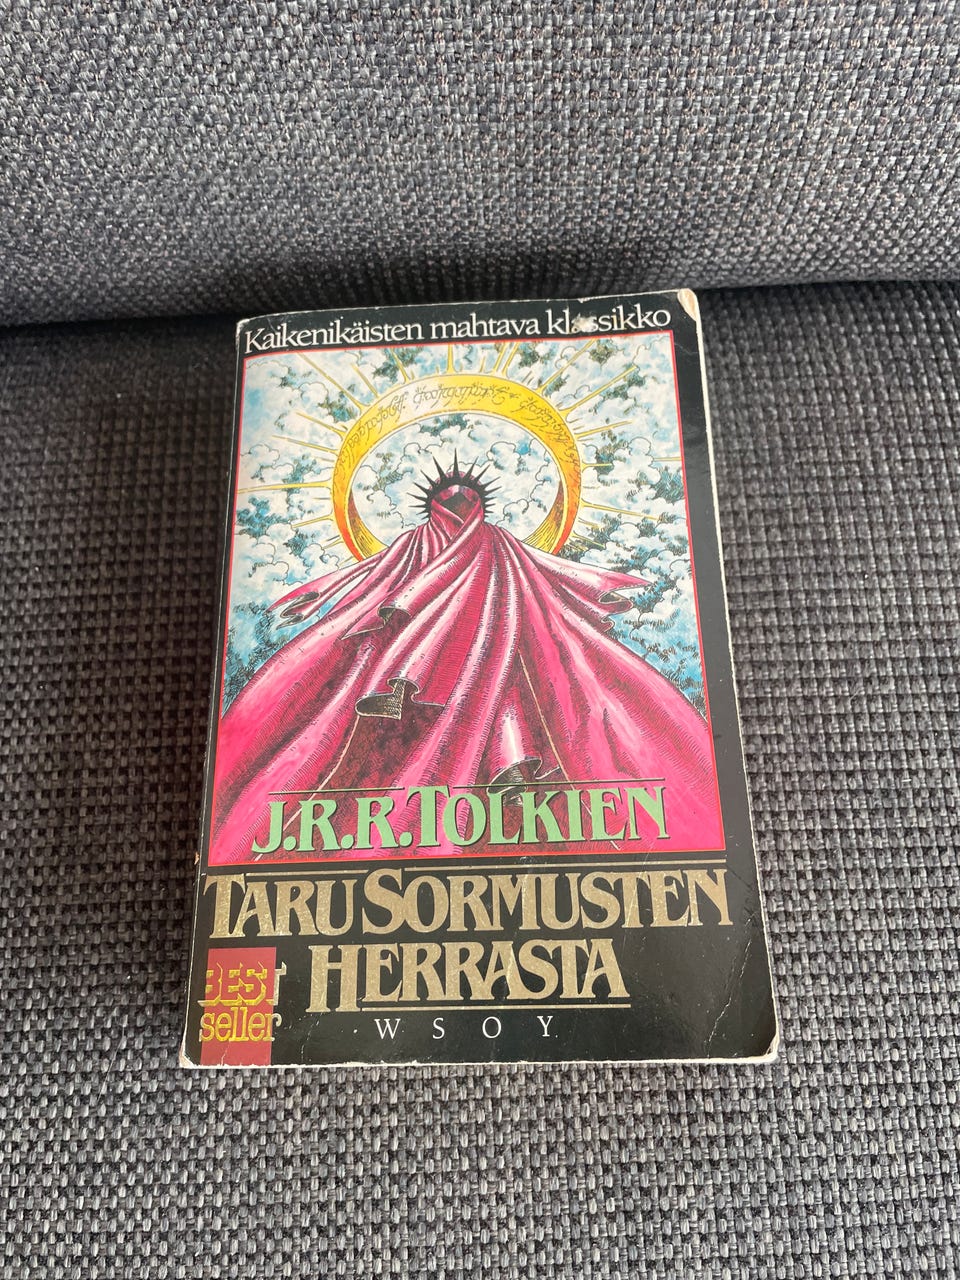 Kaikenikäisten mahtava klassikko
J.R.R.TOLKIEN
TARU SORMUSTEN
HERRASTA
BEST
seller
WSOY